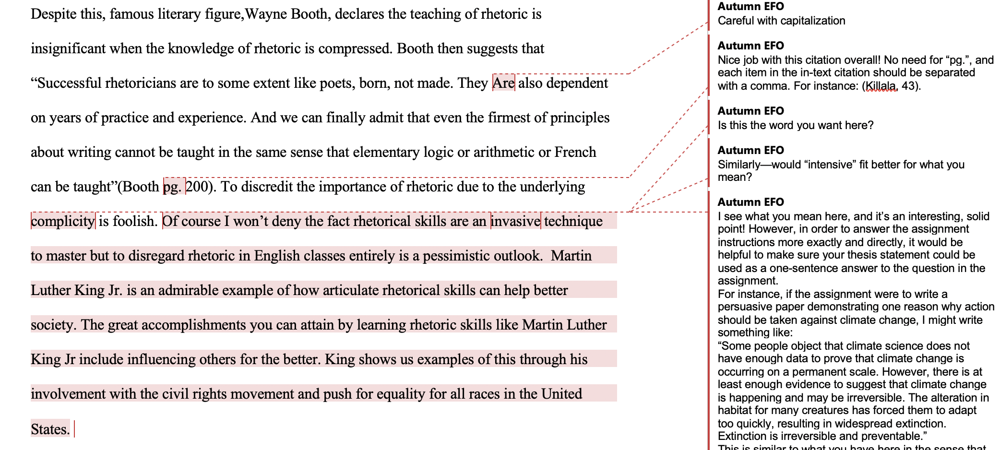 Despite this, famous literary figure,Wayne Booth, declares the teaching of rhetoric is
insignificant when the knowledge of rhetoric is compressed. Booth then suggests that
“Successful rhetoricians are to some extent like poets, born, not made. They Are also dependent
on years of practice and experience. And we can finally admit that even the firmest of principles
about writing cannot be taught in the same sense that elementary logic or arithmetic or French
can be taught”(Booth pg. 200). To discredit the importance of rhetoric due to the underlying
complicity is foolish. Of course I won’t deny the fact rhetorical skills are an invasive technique
to master but to disregard rhetoric in English classes entirely is a pessimistic outlook.  Martin
Luther King Jr. is an admirable example of how articulate rhetorical skills can help better
society. The great accomplishments you can attain by learning rhetoric skills like Martin Luther
King Jr include influencing others for the better. King shows us examples of this through his
involvement with the civil rights movement and push for equality for all races in the United
States.
Autumn EFO
Careful with capitalization
Autumn EFO
Nice job with this citation overall! No need for “pg.”, and
each item in the in-text citation should be separated
with a comma. For instance: (Killala, 43).
Autumn EFO
Is this the word you want here?
Autumn EFO
Similarly—would “intensive” fit better for what you
mean?
Autumn EFO
I see what you mean here, and it’s an interesting, solid
point! However, in order to answer the assignment
instructions more exactly and directly, it would be
helpful to make sure your thesis statement could be
used as a one-sentence answer to the question in the
assignment.
For instance, if the assignment were to write a
persuasive paper demonstrating one reason why action
should be taken against climate change, I might write
something like:
“Some people object that climate science does not
have enough data to prove that climate change is
occurring on a permanent scale. However, there is at
least enough evidence to suggest that climate change
is happening and may be irreversible. The alteration in
habitat for many creatures has forced them to adapt
too quickly, resulting in widespread extinction.
Extinction is irreversible and preventable.”
This is similar to what you have here in the sense that